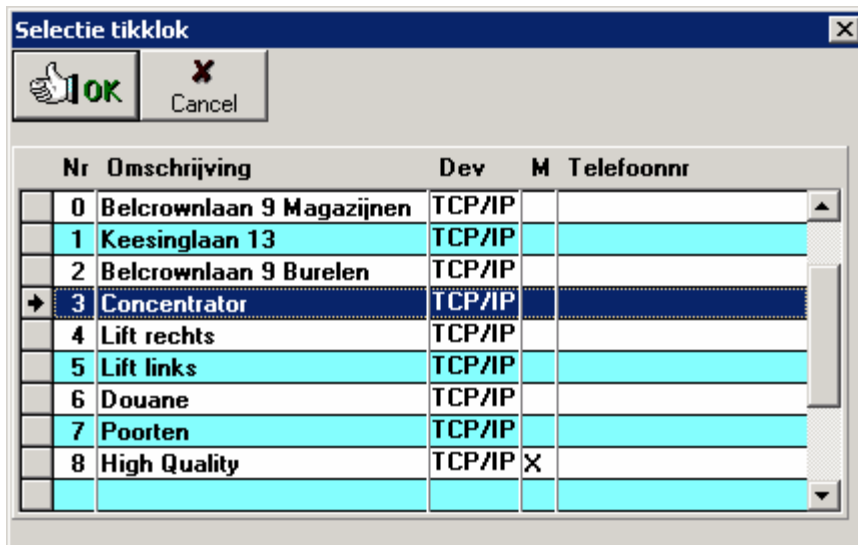 Selectie tikklok
OK
Cancel
Nr Omschrijving Dev M Telefoonnr
0 Belcrownlaan 9 Magazijnen TCP/IP
1 Keesinglaan 13 TCP/IP
2 Belcrownlaan 9 Burelen TCP/IP
3 Concentrator TCP/IP
4 Lift rechts TCP/IP
5 Lift links TCP/IP
6 Douane TCP/IP
7 Poorten TCP/IP
8 High Quality TCP/IP X